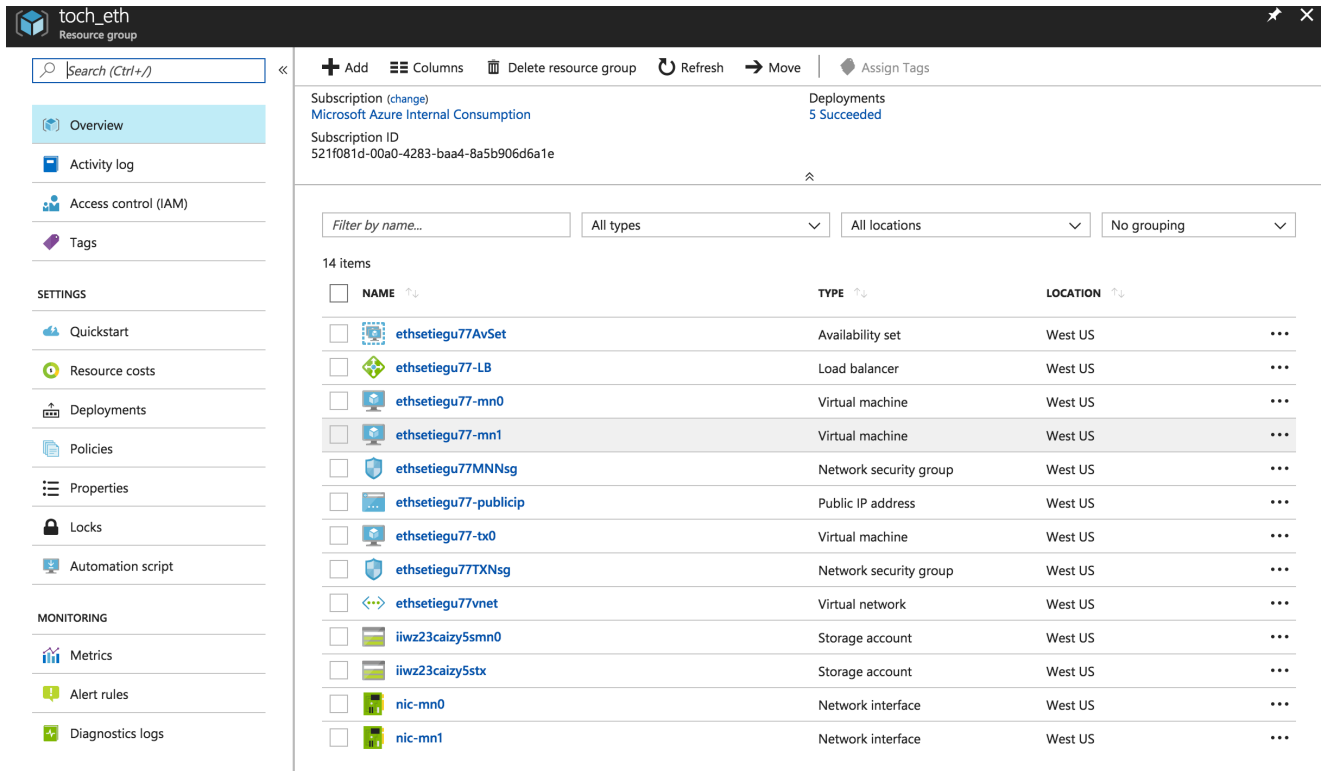 toch_eth
Resource group
Search (Ctrl+/)
«
Overview
Activity log
Access control (IAM)
Tags
SETTINGS
Quickstart
Resource costs
Deployments
Policies
Properties
Locks
Automation script
MONITORING
Metrics
Alert rules
Diagnostics logs
Add Columns Delete resource group Refresh Move Assign Tags
Subscription (change)
Microsoft Azure Internal Consumption
Subscription ID
521f081d-00a0-4283-baa4-8a5b906d6a1e
Deployments
5 Succeeded
Filter by name... All types All locations No grouping
14 items
NAME TYPE LOCATION
ethsetiegu77AvSet Availability set West US
ethsetiegu77-LB Load balancer West US
ethsetiegu77-mn0 Virtual machine West US
ethsetiegu77-mn1 Virtual machine West US
ethsetiegu77MNNsg Network security group West US
ethsetiegu77-publicip Public IP address West US
ethsetiegu77-tx0 Virtual machine West US
ethsetiegu77TXNsg Network security group West US
ethsetiegu77vnet Virtual network West US
iiwz23caizy5smn0 Storage account West US
iiwz23caizy5stx Storage account West US
nic-mn0 Network interface West US
nic-mn1 Network interface West US